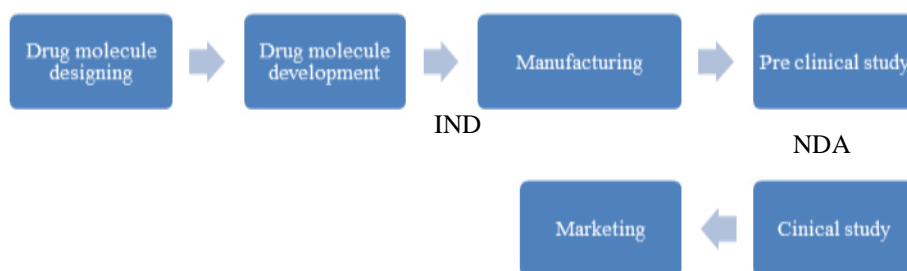 Drug molecule
designing
Drug molecule
development
Manufacturing
Pre clinical study
IND
NDA
Marketing
Cinical study